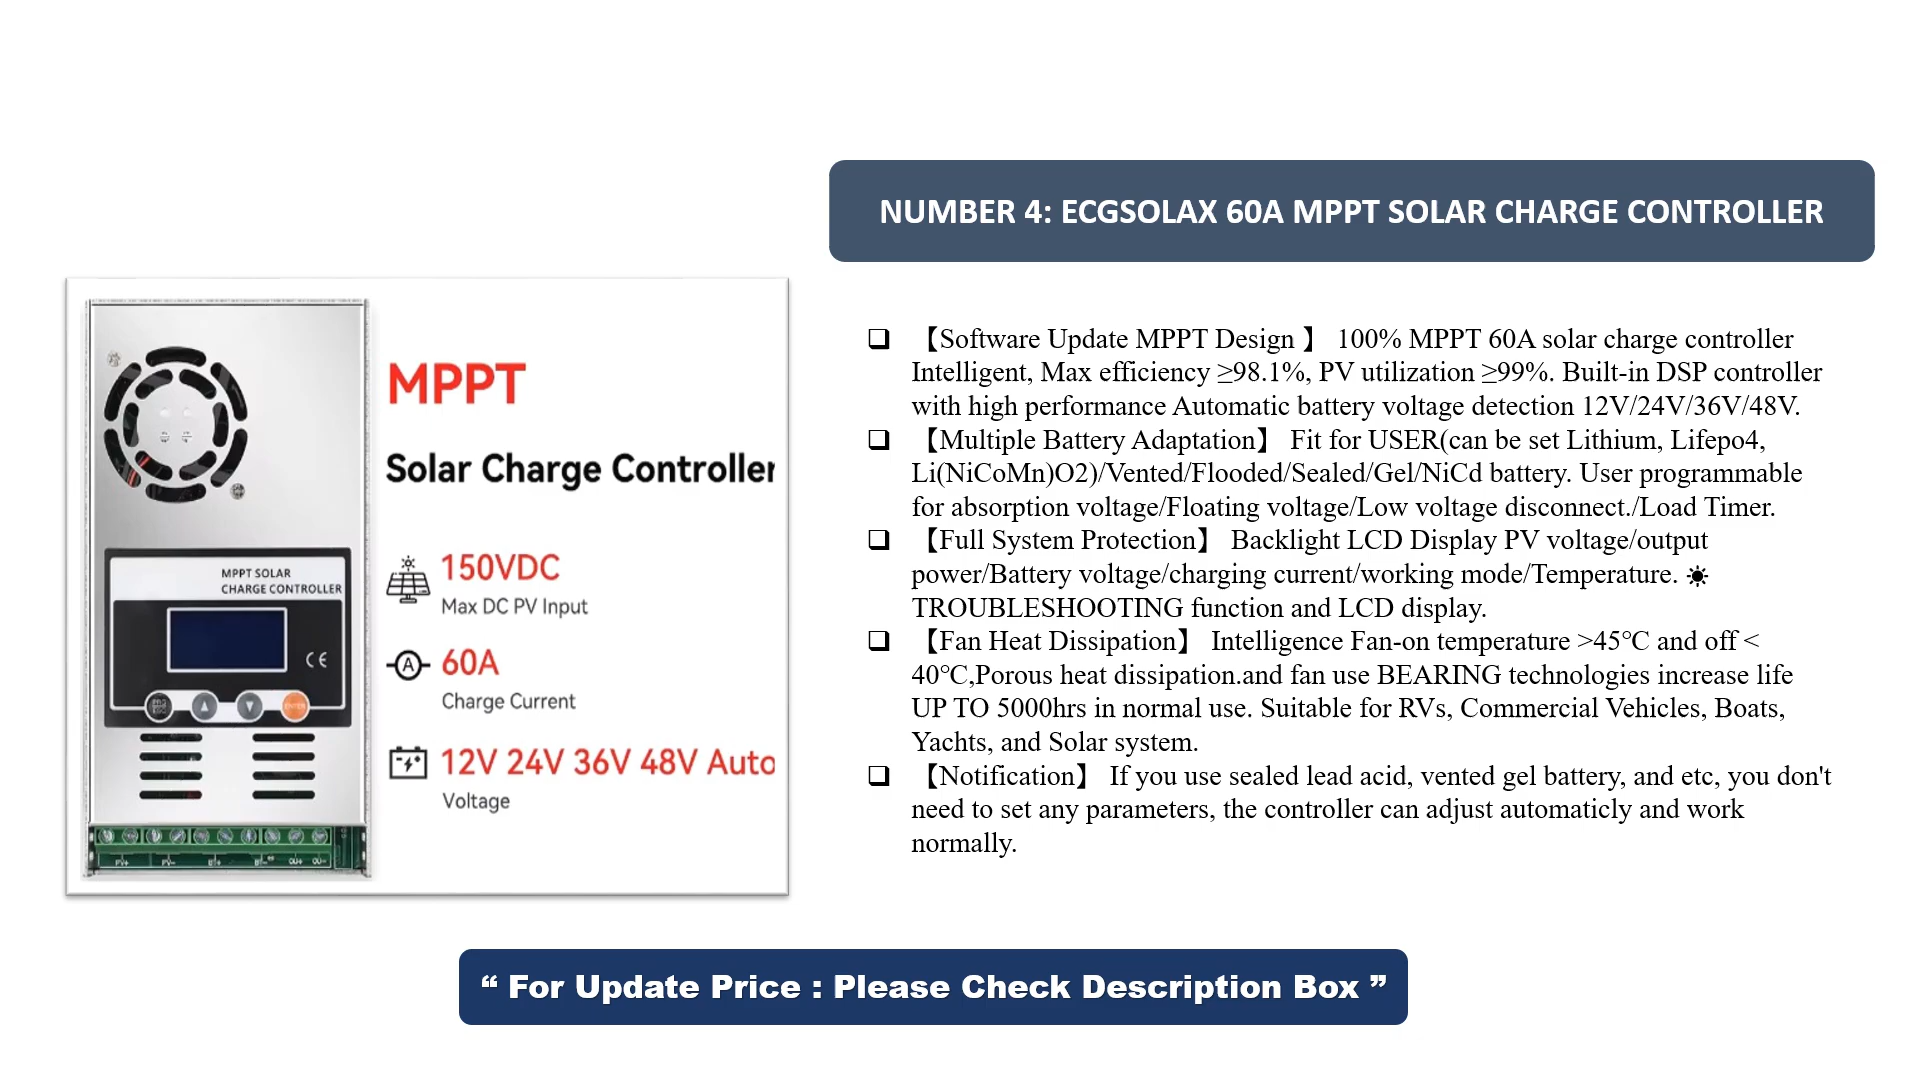 NUMBER 4: ECGSOLAX 60A MPPT SOLAR CHARGE CONTROLLER
MPPT
Solar Charge Controller
150VDC
Max DC PV Input
60A
Charge Current
12V 24V 36V 48V Auto
Voltage
MPPT SOLAR
CHARGE CONTROLLER
CE
ENTER
PV+ PV- BT+ BT-
【Software Update MPPT Design 】 100% MPPT 60A solar charge controller
Intelligent, Max efficiency ≥98.1%, PV utilization ≥99%. Built-in DSP controller
with high performance Automatic battery voltage detection 12V/24V/36V/48V.
【Multiple Battery Adaptation】 Fit for USER(can be set Lithium, Lifepo4,
Li(NiCoMn)O2)/Vented/Flooded/Sealed/Gel/NiCd battery. User programmable
for absorption voltage/Floating voltage/Low voltage disconnect./Load Timer.
【Full System Protection】 Backlight LCD Display PV voltage/output
power/Battery voltage/charging current/working mode/Temperature. ☀
TROUBLESHOOTING function and LCD display.
【Fan Heat Dissipation】 Intelligence Fan-on temperature >45℃ and off <
40℃,Porous heat dissipation.and fan use BEARING technologies increase life
UP TO 5000hrs in normal use. Suitable for RVs, Commercial Vehicles, Boats,
Yachts, and Solar system.
【Notification】 If you use sealed lead acid, vented gel battery, and etc, you don't
need to set any parameters, the controller can adjust automaticly and work
normally.
“ For Update Price : Please Check Description Box ”